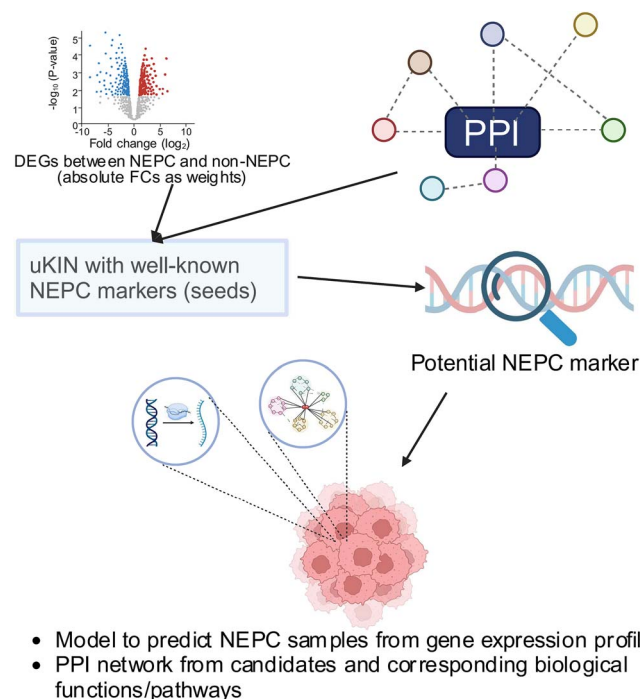 -log₁₀ (P-value)
5
4
3
2
1
0
-10 -5 0 5 10
Fold change (log₂)
DEGs between NEPC and non-NEPC
(absolute FCs as weights)
PPI
uKIN with well-known
NEPC markers (seeds)
Potential NEPC marker
• Model to predict NEPC samples from gene expression profil
• PPI network from candidates and corresponding biological
functions/pathways